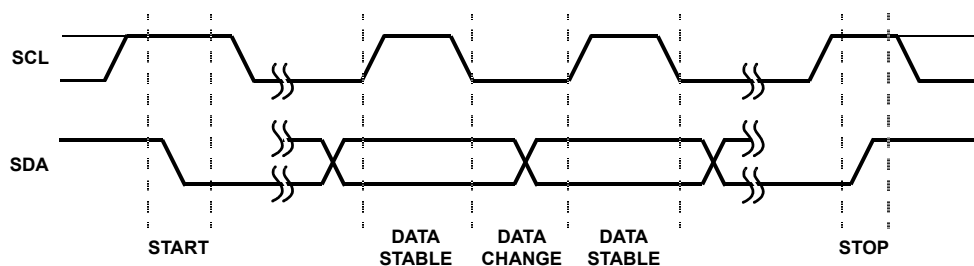 SCL
SDA
START
DATA
STABLE
DATA
CHANGE
DATA
STABLE
STOP